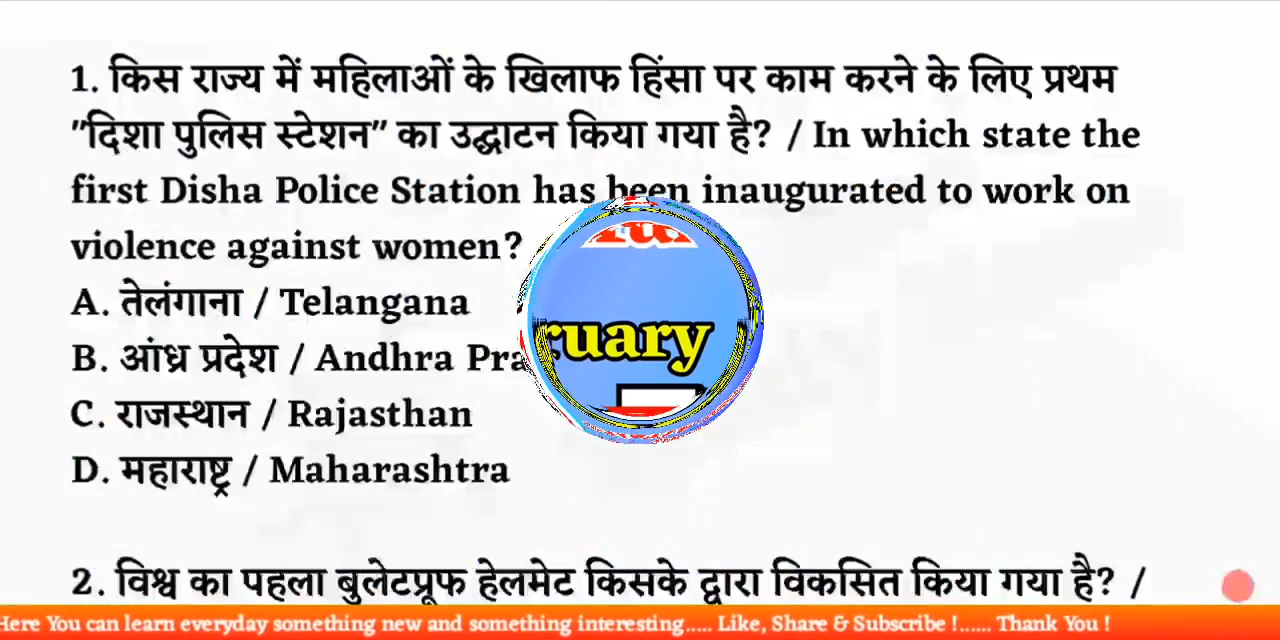 1. किस राज्य में महिलाओं के खिलाफ हिंसा पर काम करने के लिए प्रथम
"दिशा पुलिस स्टेशन" का उद्घाटन किया गया है? / In which state the
first Disha Police Station has been inaugurated to work on
violence against women?
A. तेलंगाना / Telangana
B. आंध्र प्रदेश / Andhra
ruary
C. राजस्थान / Rajasthan
D. महाराष्ट्र / Maharashtra
2. विश्व का पहला बुलेटप्रूफ हेलमेट किसके द्वारा विकसित किया गया है? /
Here You can learn everyday something new and something interesting..... Like, Share & Subscribe !...... Thank You !